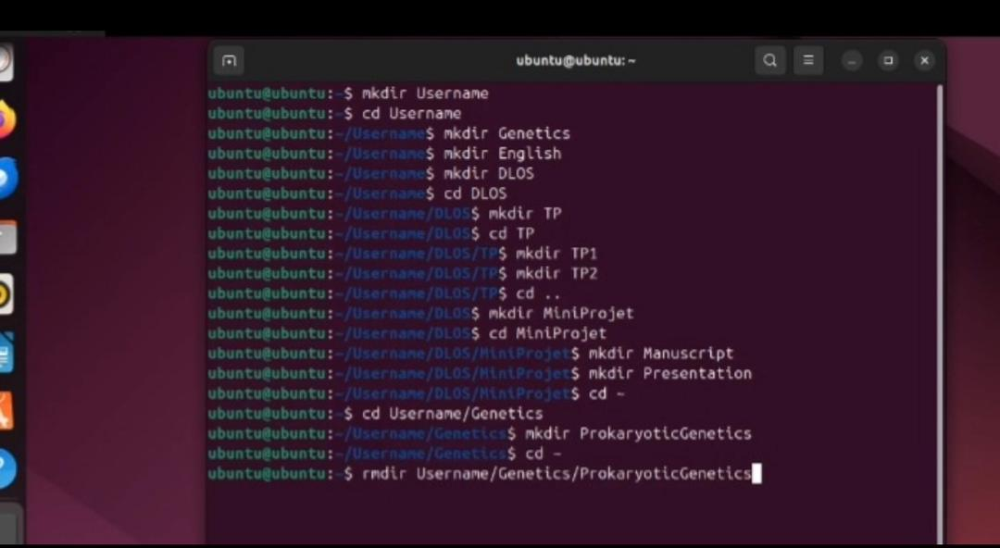 ubuntu@ubuntu: ~
ubuntu@ubuntu:~$ mkdir Username
ubuntu@ubuntu:~$ cd Username
ubuntu@ubuntu:~/Username$ mkdir Genetics
ubuntu@ubuntu:~/Username$ mkdir English
ubuntu@ubuntu:~/Username$ mkdir DLOS
ubuntu@ubuntu:~/Username$ cd DLOS
ubuntu@ubuntu:~/Username/DLOS$ mkdir TP
ubuntu@ubuntu:~/Username/DLOS$ cd TP
ubuntu@ubuntu:~/Username/DLOS/TP$ mkdir TP1
ubuntu@ubuntu:~/Username/DLOS/TP$ mkdir TP2
ubuntu@ubuntu:~/Username/DLOS/TP$ cd ..
ubuntu@ubuntu:~/Username/DLOS$ mkdir MiniProjet
ubuntu@ubuntu:~/Username/DLOS$ cd MiniProjet
ubuntu@ubuntu:~/Username/DLOS/MiniProjet$ mkdir Manuscript
ubuntu@ubuntu:~/Username/DLOS/MiniProjet$ mkdir Presentation
ubuntu@ubuntu:~/Username/DLOS/MiniProjet$ cd ~
ubuntu@ubuntu:~$ cd Username/Genetics
ubuntu@ubuntu:~/Username/Genetics$ mkdir ProkaryoticGenetics
ubuntu@ubuntu:~/Username/Genetics$ cd ~
ubuntu@ubuntu:~$ rmdir Username/Genetics/ProkaryoticGenetics